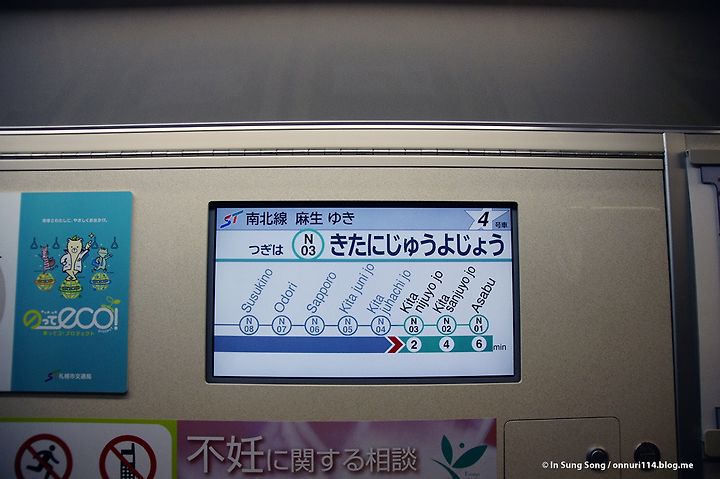 ST 南北線 麻生 ゆき
4 号車
つぎは N 03 きたにじゅうよじょう
Susukino
Odori
Sapporo
Kita juni jo
Kita juhachi jo
Kita nijuyo jo
Kita sanjuyo jo
Asabu
N 08 N 07 N 06 N 05 N 04 N 03 N 02 N 01
2 4 6 min
のってeco!
札幌市交通局
不妊に関する相談
© In Sung Song / onnuri114.blog.me